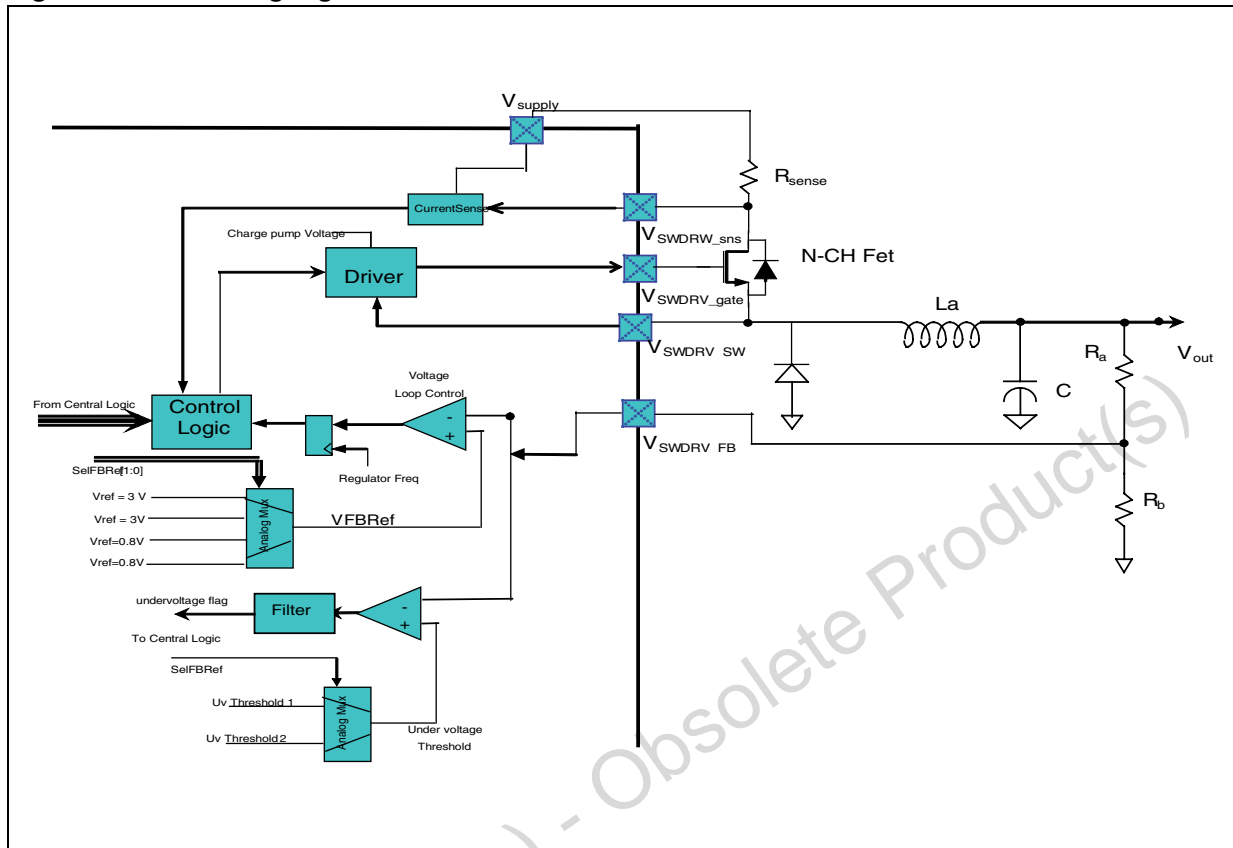 Vsupply
Rsense
CurrentSense
VSWDRW_sns
Charge pump Voltage
N-CH Fet
Driver
VSWDRV_gate
La
VSWDRV SW
Ra
Vout
Voltage
Loop Control
C
From Central Logic
Control
Logic
-
+
VSWDRV FB
SelFBRef[1:0]
Regulator Freq
Rb
Vref = 3 V
Vref = 3V
Vref=0.8V
Vref=0.8V
Analog Mux
VFBRef
undervoltage flag
Filter
-
+
To Central Logic
SelFBRef
Uv Threshold 1
Uv Threshold2
Analog Mux
Under voltage
Threshold
) - Obsolete Product(s)